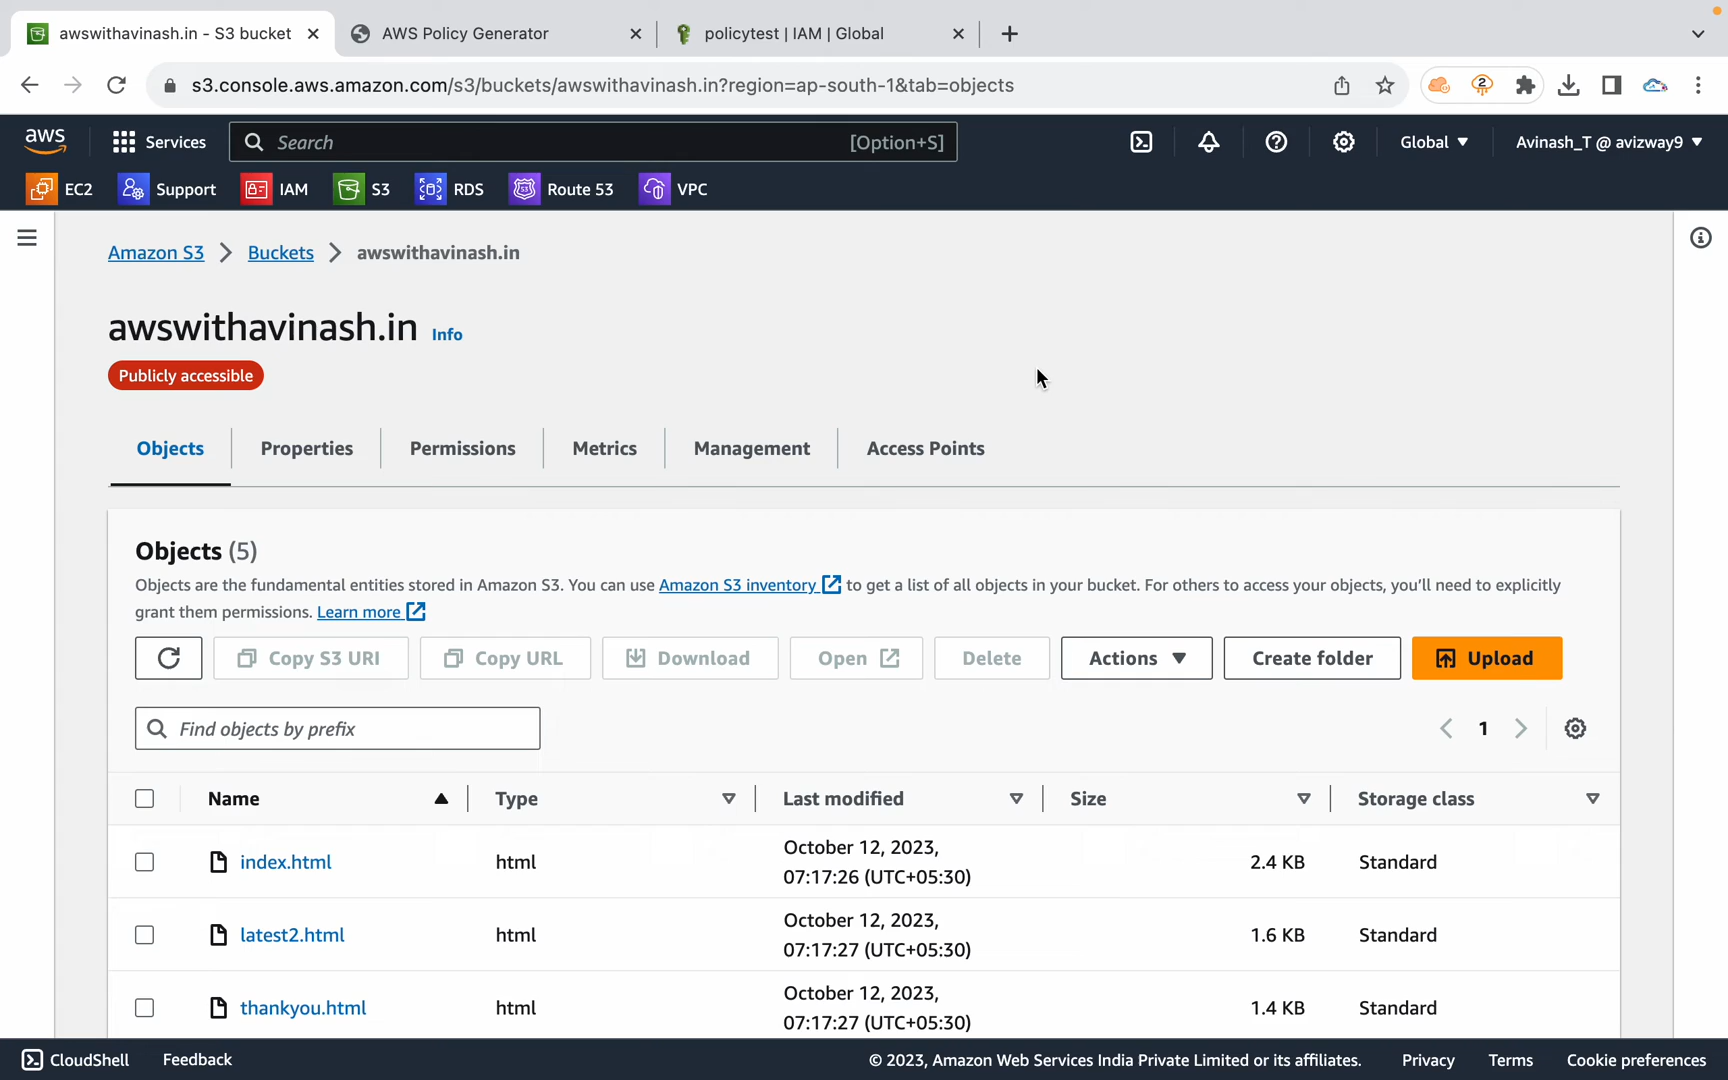 awswithavinash.in - S3 bucket
AWS Policy Generator
policytest | IAM | Global
s3.console.aws.amazon.com/s3/buckets/awswithavinash.in?region=ap-south-1&tab=objects
2
aws
Services
Search
[Option+S]
Global
Avinash_T @ avizway9
EC2
Support
IAM
S3
RDS
Route 53
VPC
Amazon S3
Buckets
awswithavinash.in
awswithavinash.in
Info
Publicly accessible
Objects
Properties
Permissions
Metrics
Management
Access Points
Objects (5)
Objects are the fundamental entities stored in Amazon S3. You can use Amazon S3 inventory to get a list of all objects in your bucket. For others to access your objects, you'll need to explicitly
grant them permissions. Learn more
Copy S3 URI
Copy URL
Download
Open
Delete
Actions
Create folder
Upload
Find objects by prefix
1
Name
Type
Last modified
Size
Storage class
index.html
html
October 12, 2023,
07:17:26 (UTC+05:30)
2.4 KB
Standard
latest2.html
html
October 12, 2023,
07:17:27 (UTC+05:30)
1.6 KB
Standard
thankyou.html
html
October 12, 2023,
07:17:27 (UTC+05:30)
1.4 KB
Standard
CloudShell
Feedback
© 2023, Amazon Web Services India Private Limited or its affiliates.
Privacy
Terms
Cookie preferences